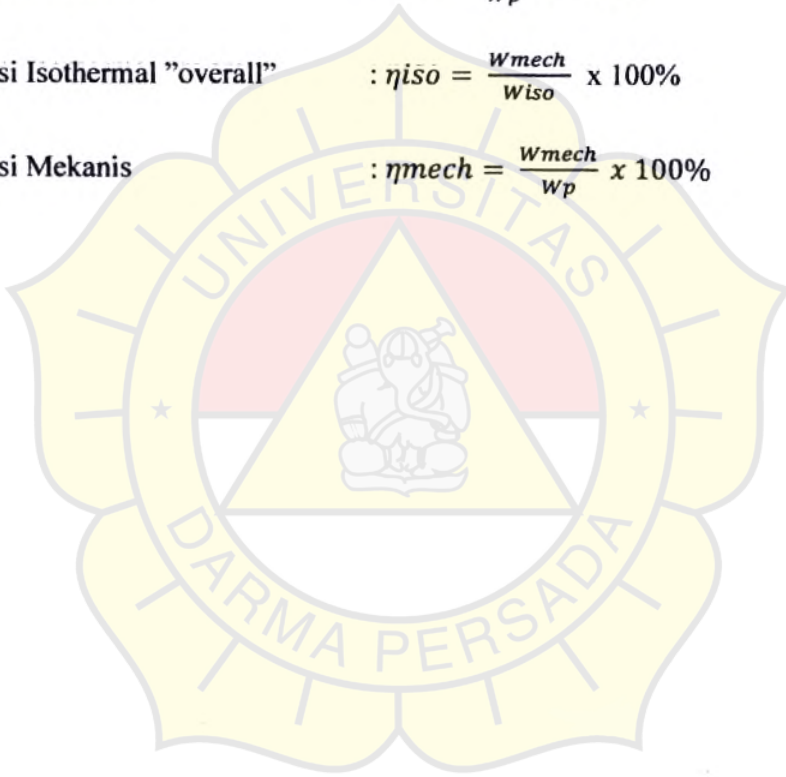 si Isothermal ”overall” : ηiso = Wmech / Wiso x 100%
si Mekanis : ηmech = Wmech / Wp x 100%
UNIVERSITAS
DARMA PERSADA